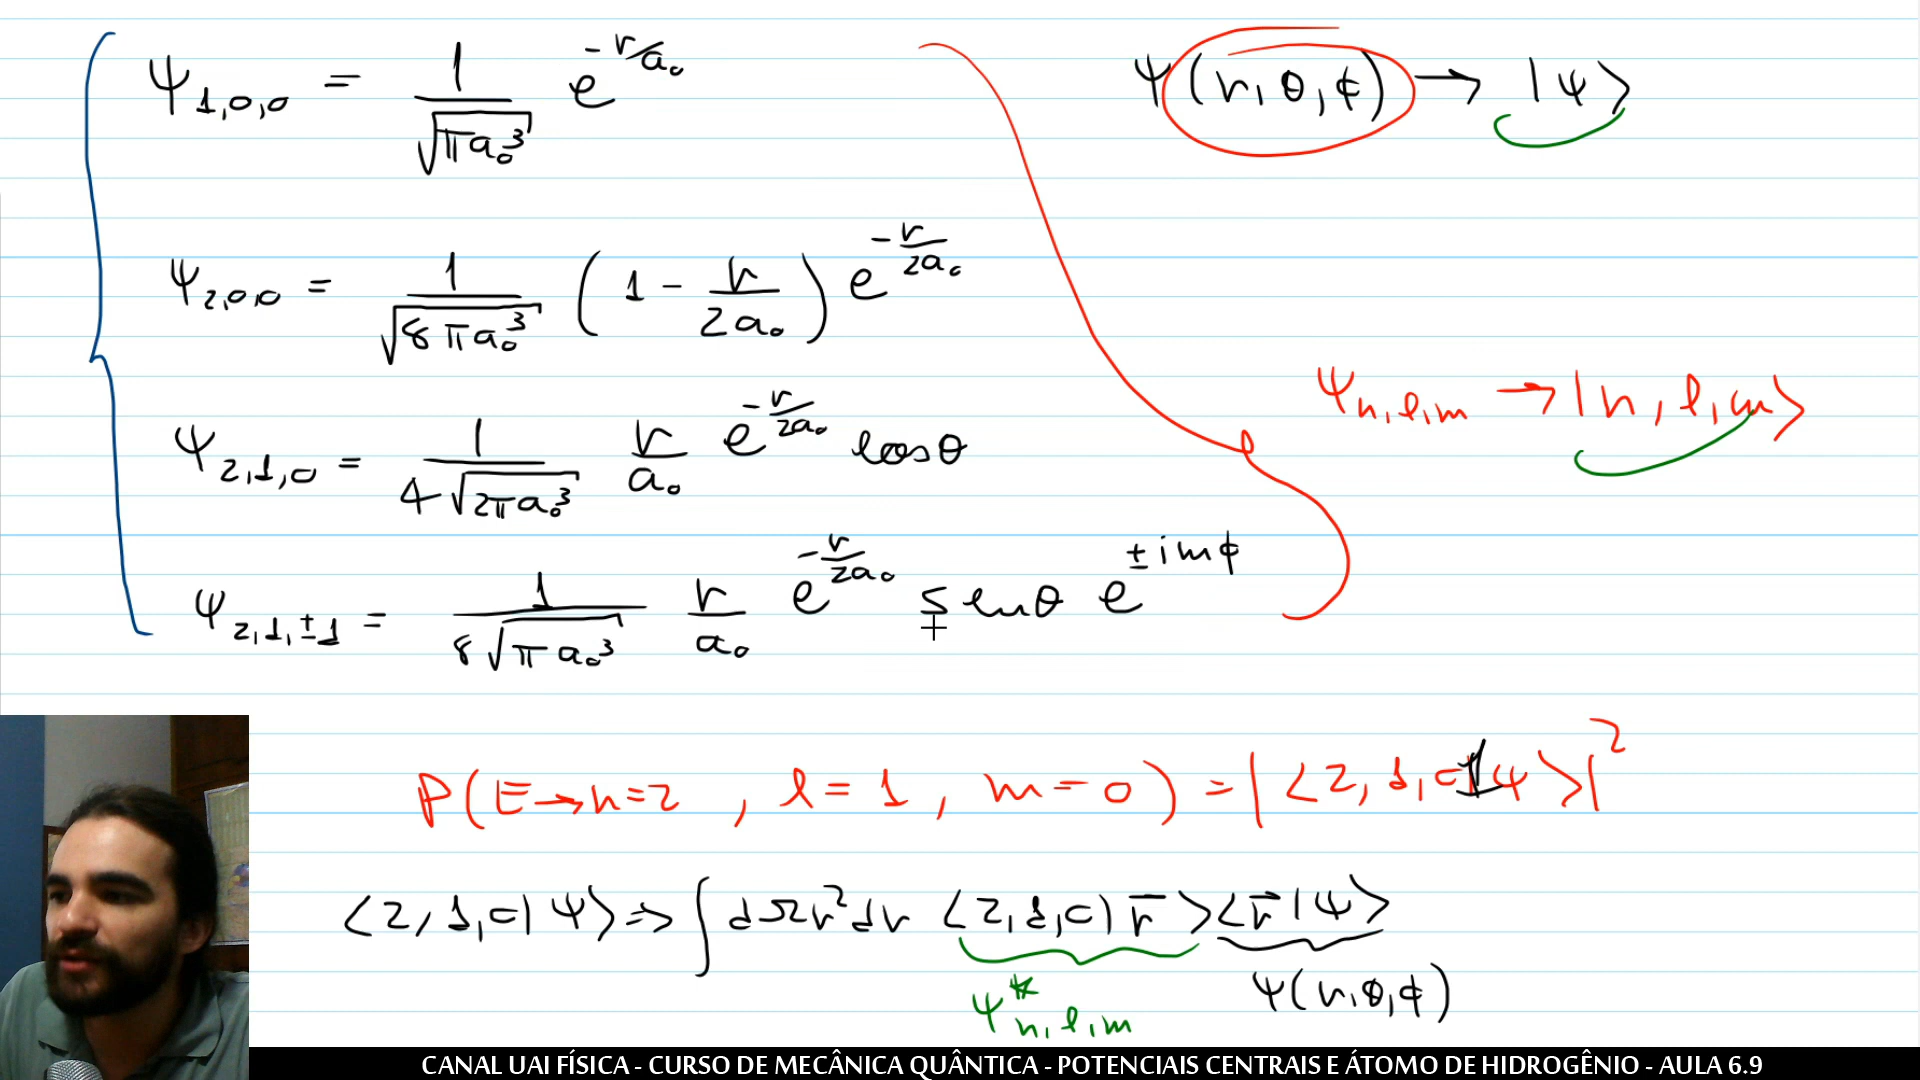 Ψ1,0,0 = 1/√(πa₀³) e^(-r/a₀)
Ψ(r,θ,ϕ) → |Ψ⟩
Ψ2,0,0 = 1/√(8πa₀³) (1 - r/2a₀) e^(-r/2a₀)
Ψn,l,m → |n,l,m⟩
Ψ2,1,0 = 1/(4√(2πa₀³)) r/a₀ e^(-r/2a₀) cosθ
Ψ2,1,±1 = 1/(8√(πa₀³)) r/a₀ e^(-r/2a₀) senθ e^(±imϕ)
∓
P(E→n=2, l=1, m=0) = |⟨2,1,0|Ψ⟩|²
⟨2,1,0|Ψ⟩ ⇒ ∫dΩr²dr ⟨2,1,0|r⃗⟩⟨r⃗|Ψ⟩
Ψ*n,l,m Ψ(r,θ,ϕ)
CANAL UAI FÍSICA - CURSO DE MECÂNICA QUÂNTICA - POTENCIAIS CENTRAIS E ÁTOMO DE HIDROGÊNIO - AULA 6.9